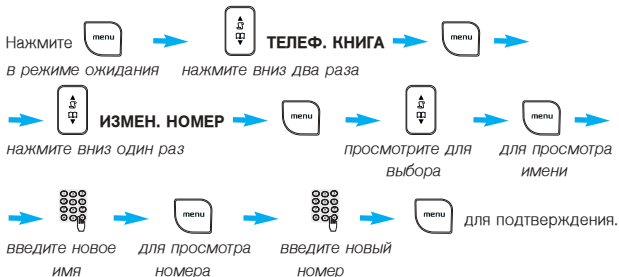 Нажмите menu ТЕЛЕФ. КНИГА menu
в режиме ожидания нажмите вниз два раза
ИЗМЕН. НОМЕР menu menu
нажмите вниз один раз просмотрите для выбора для просмотра имени
menu menu для подтверждения.
введите новое имя для просмотра номера введите новый номер